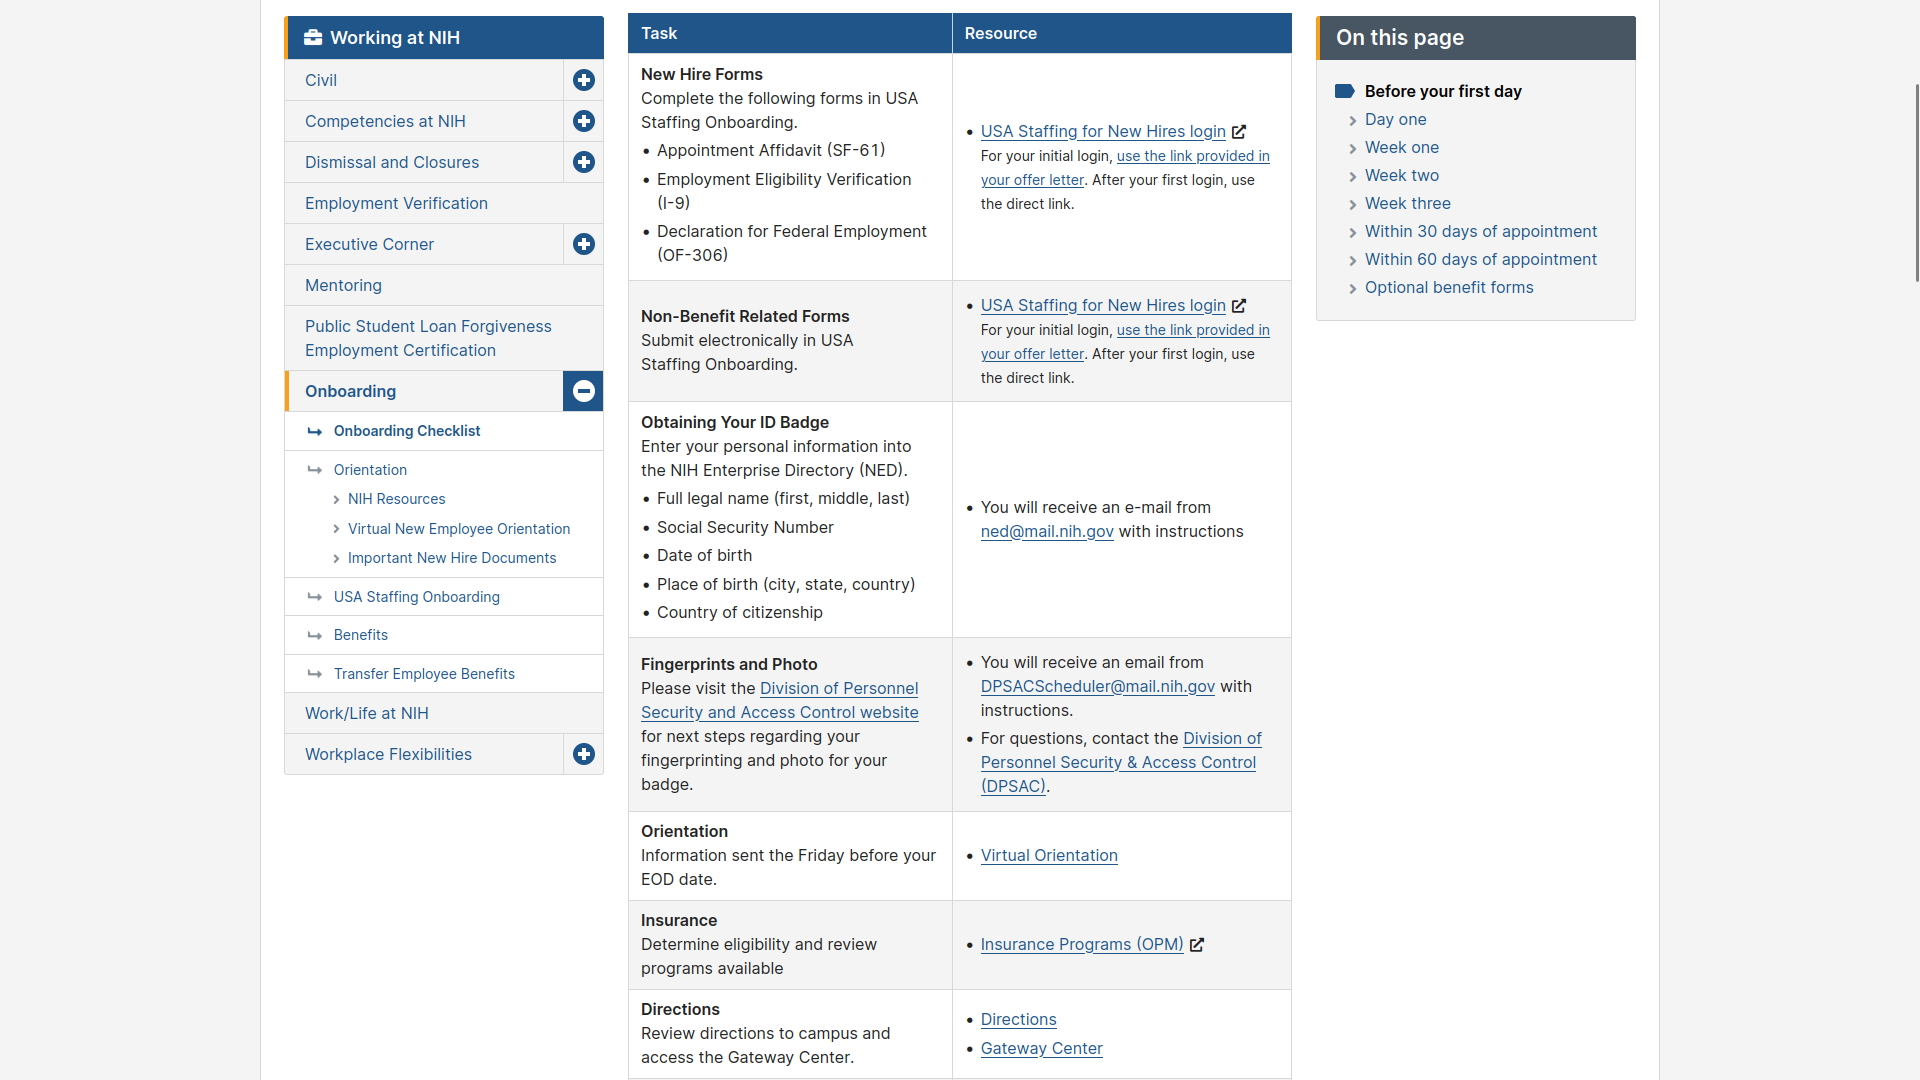 Working at NIH
Civil
Competencies at NIH
Dismissal and Closures
Employment Verification
Executive Corner
Mentoring
Public Student Loan Forgiveness
Employment Certification
Onboarding
Onboarding Checklist
Orientation
NIH Resources
Virtual New Employee Orientation
Important New Hire Documents
USA Staffing Onboarding
Benefits
Transfer Employee Benefits
Work/Life at NIH
Workplace Flexibilities
Task
Resource
New Hire Forms
Complete the following forms in USA
Staffing Onboarding.
• Appointment Affidavit (SF-61)
• Employment Eligibility Verification
(I-9)
• Declaration for Federal Employment
(OF-306)
• USA Staffing for New Hires login
For your initial login, use the link provided in
your offer letter. After your first login, use
the direct link.
Non-Benefit Related Forms
Submit electronically in USA
Staffing Onboarding.
• USA Staffing for New Hires login
For your initial login, use the link provided in
your offer letter. After your first login, use
the direct link.
Obtaining Your ID Badge
Enter your personal information into
the NIH Enterprise Directory (NED).
• Full legal name (first, middle, last)
• Social Security Number
• Date of birth
• Place of birth (city, state, country)
• Country of citizenship
• You will receive an e-mail from
ned@mail.nih.gov with instructions
Fingerprints and Photo
Please visit the Division of Personnel
Security and Access Control website
for next steps regarding your
fingerprinting and photo for your
badge.
• You will receive an email from
DPSACScheduler@mail.nih.gov with
instructions.
• For questions, contact the Division of
Personnel Security & Access Control
(DPSAC).
Orientation
Information sent the Friday before your
EOD date.
• Virtual Orientation
Insurance
Determine eligibility and review
programs available
• Insurance Programs (OPM)
Directions
Review directions to campus and
access the Gateway Center.
• Directions
• Gateway Center
On this page
Before your first day
Day one
Week one
Week two
Week three
Within 30 days of appointment
Within 60 days of appointment
Optional benefit forms